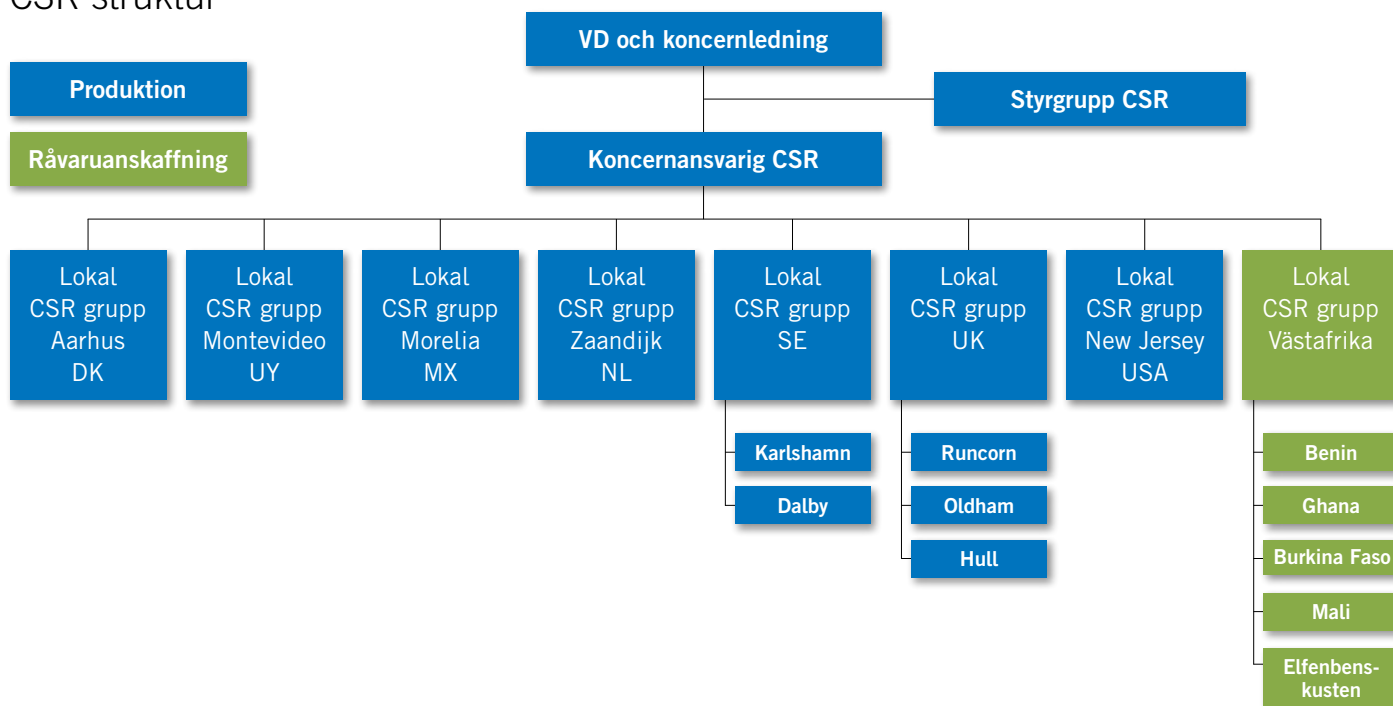 CSR struktur
VD och koncernledning
Produktion
Styrgrupp CSR
Råvaruanskaffning
Koncernansvarig CSR
Lokal
CSR grupp
Aarhus
DK
Lokal
CSR grupp
Montevideo
UY
Lokal
CSR grupp
Morelia
MX
Lokal
CSR grupp
Zaandijk
NL
Lokal
CSR grupp
SE
Lokal
CSR grupp
UK
Lokal
CSR grupp
New Jersey
USA
Lokal
CSR grupp
Västafrika
Karlshamn
Dalby
Runcorn
Oldham
Hull
Benin
Ghana
Burkina Faso
Mali
Elfenbens-
kusten